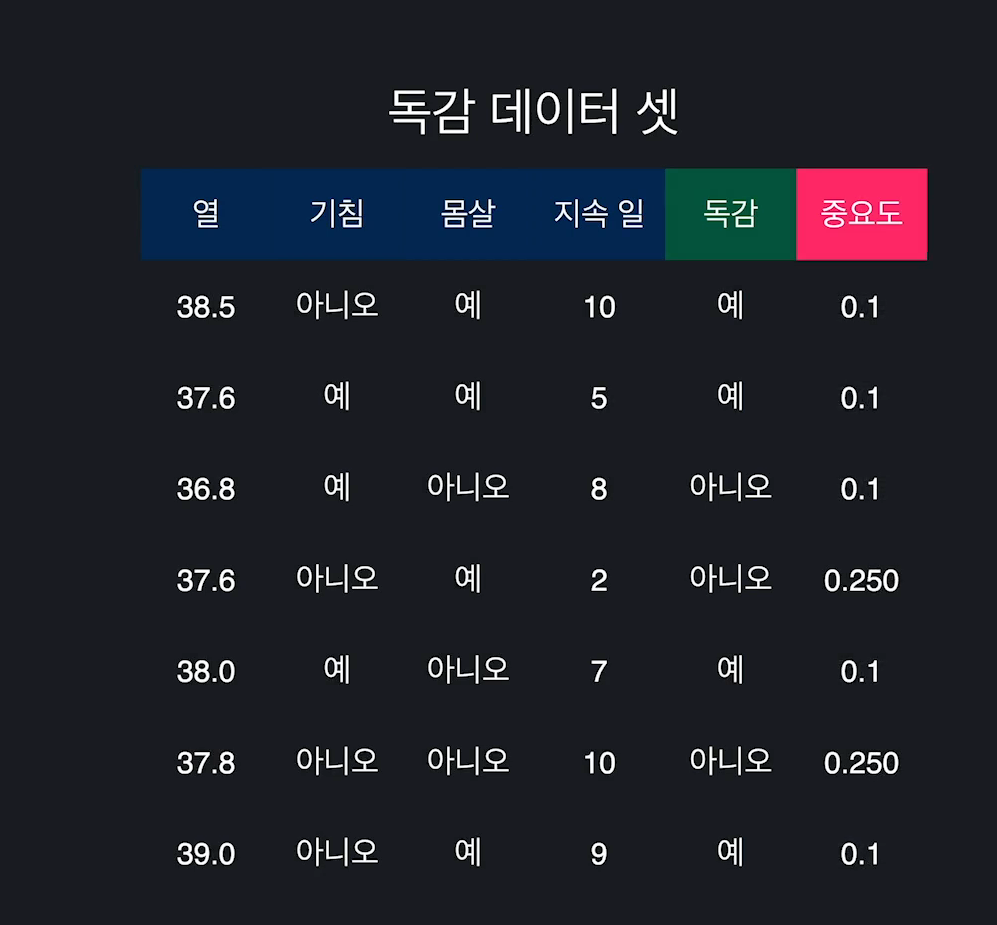 독감 데이터 셋
열 기침 몸살 지속 일 독감 중요도
38.5 아니오 예 10 예 0.1
37.6 예 예 5 예 0.1
36.8 예 아니오 8 아니오 0.1
37.6 아니오 예 2 아니오 0.250
38.0 예 아니오 7 예 0.1
37.8 아니오 아니오 10 아니오 0.250
39.0 아니오 예 9 예 0.1